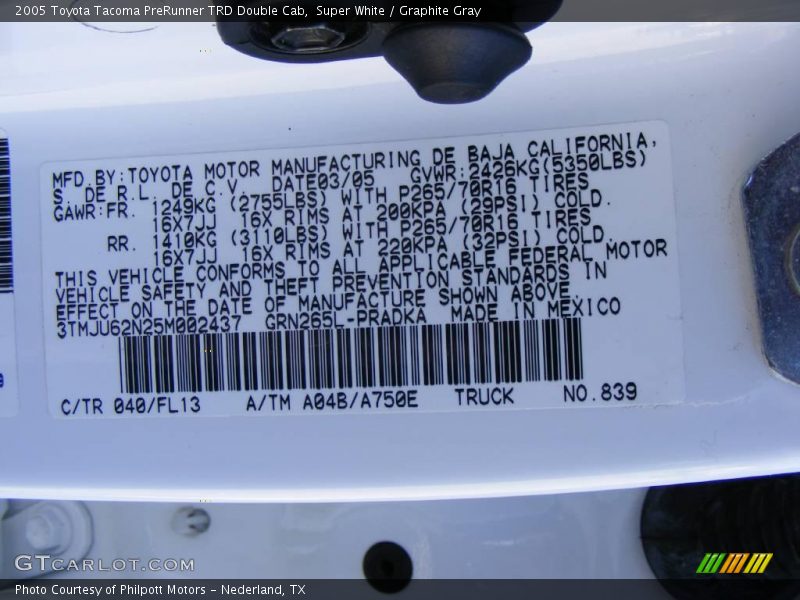 2005 Toyota Tacoma PreRunner TRD Double Cab, Super White / Graphite Gray
MFD.BY:TOYOTA MOTOR MANUFACTURING DE BAJA CALIFORNIA,
S. DE R.L. DE C.V. DATE03/05 GVWR:2426KG(5350LBS)
GAWR:FR. 1249KG (2755LBS) WITH P265/70R16 TIRES
16X7JJ 16X RIMS AT 200KPA (29PSI) COLD.
RR. 1410KG (3110LBS) WITH P265/70R16 TIRES
16X7JJ 16X RIMS AT 220KPA (32PSI) COLD.
THIS VEHICLE CONFORMS TO ALL APPLICABLE FEDERAL MOTOR
VEHICLE SAFETY AND THEFT PREVENTION STANDARDS IN
EFFECT ON THE DATE OF MANUFACTURE SHOWN ABOVE
3TMJU62N25M002437 GRN265L-PRADKA MADE IN MEXICO
C/TR 040/FL13 A/TM A04B/A750E TRUCK NO.839
GTCARLOT.COM
Photo Courtesy of Philpott Motors - Nederland, TX